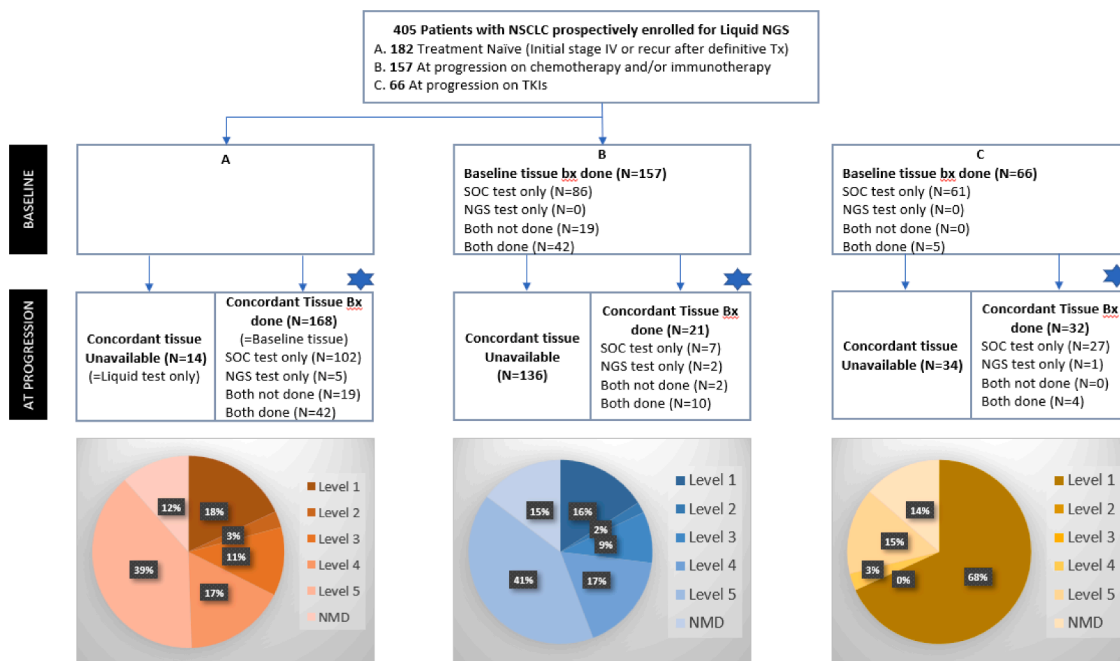 405 Patients with NSCLC prospectively enrolled for Liquid NGS
A. 182 Treatment Naïve (Initial stage IV or recur after definitive Tx)
B. 157 At progression on chemotherapy and/or immunotherapy
C. 66 At progression on TKIs
BASELINE
A
B
Baseline tissue bx done (N=157)
SOC test only (N=86)
NGS test only (N=0)
Both not done (N=19)
Both done (N=42)
C
Baseline tissue bx done (N=66)
SOC test only (N=61)
NGS test only (N=0)
Both not done (N=0)
Both done (N=5)
AT PROGRESSION
Concordant tissue
Unavailable (N=14)
(=Liquid test only)
Concordant Tissue Bx
done (N=168)
(=Baseline tissue)
SOC test only (N=102)
NGS test only (N=5)
Both not done (N=19)
Both done (N=42)
Concordant tissue
Unavailable
(N=136)
Concordant Tissue Bx
done (N=21)
SOC test only (N=7)
NGS test only (N=2)
Both not done (N=2)
Both done (N=10)
Concordant tissue
Unavailable (N=34)
Concordant Tissue Bx
done (N=32)
SOC test only (N=27)
NGS test only (N=1)
Both not done (N=0)
Both done (N=4)
18%
3%
11%
17%
39%
12%
Level 1
Level 2
Level 3
Level 4
Level 5
NMD
16%
2%
9%
17%
41%
15%
Level 1
Level 2
Level 3
Level 4
Level 5
NMD
68%
0%
3%
15%
14%
Level 1
Level 2
Level 3
Level 4
Level 5
NMD